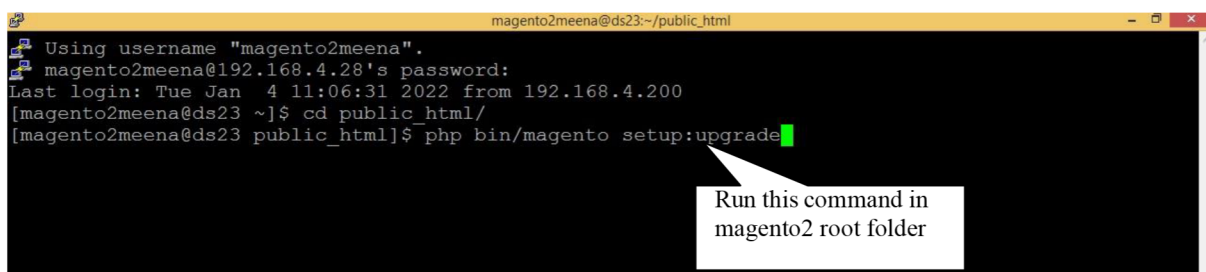 magento2meena@ds23:~/public_html
Using username "magento2meena".
magento2meena@192.168.4.28's password:
Last login: Tue Jan  4 11:06:31 2022 from 192.168.4.200
[magento2meena@ds23 ~]$ cd public_html/
[magento2meena@ds23 public_html]$ php bin/magento setup:upgrade
Run this command in
magento2 root folder